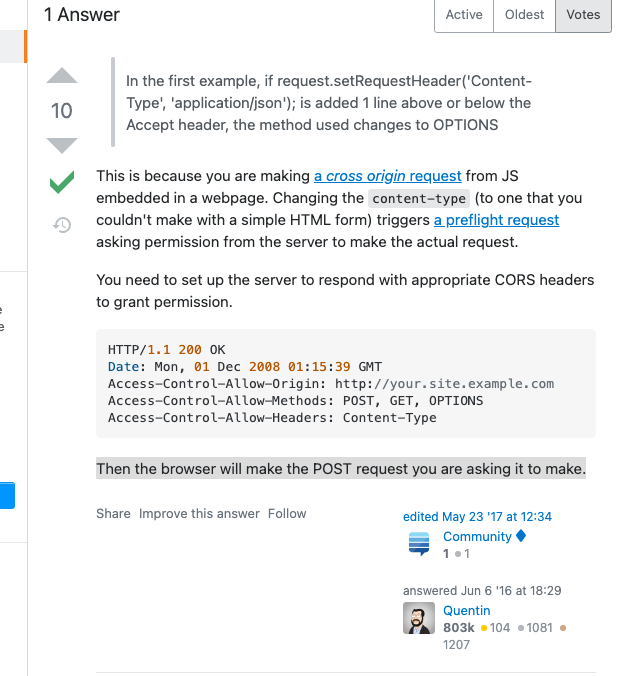 1 Answer
Active Oldest Votes
10
In the first example, if request.setRequestHeader('Content-
Type', 'application/json'); is added 1 line above or below the
Accept header, the method used changes to OPTIONS
This is because you are making a cross origin request from JS
embedded in a webpage. Changing the content-type (to one that you
couldn't make with a simple HTML form) triggers a preflight request
asking permission from the server to make the actual request.
You need to set up the server to respond with appropriate CORS headers
to grant permission.
HTTP/1.1 200 OK
Date: Mon, 01 Dec 2008 01:15:39 GMT
Access-Control-Allow-Origin: http://your.site.example.com
Access-Control-Allow-Methods: POST, GET, OPTIONS
Access-Control-Allow-Headers: Content-Type
Then the browser will make the POST request you are asking it to make.
Share Improve this answer Follow
edited May 23 '17 at 12:34
Community
1 1
answered Jun 6 '16 at 18:29
Quentin
803k 104 1081
1207